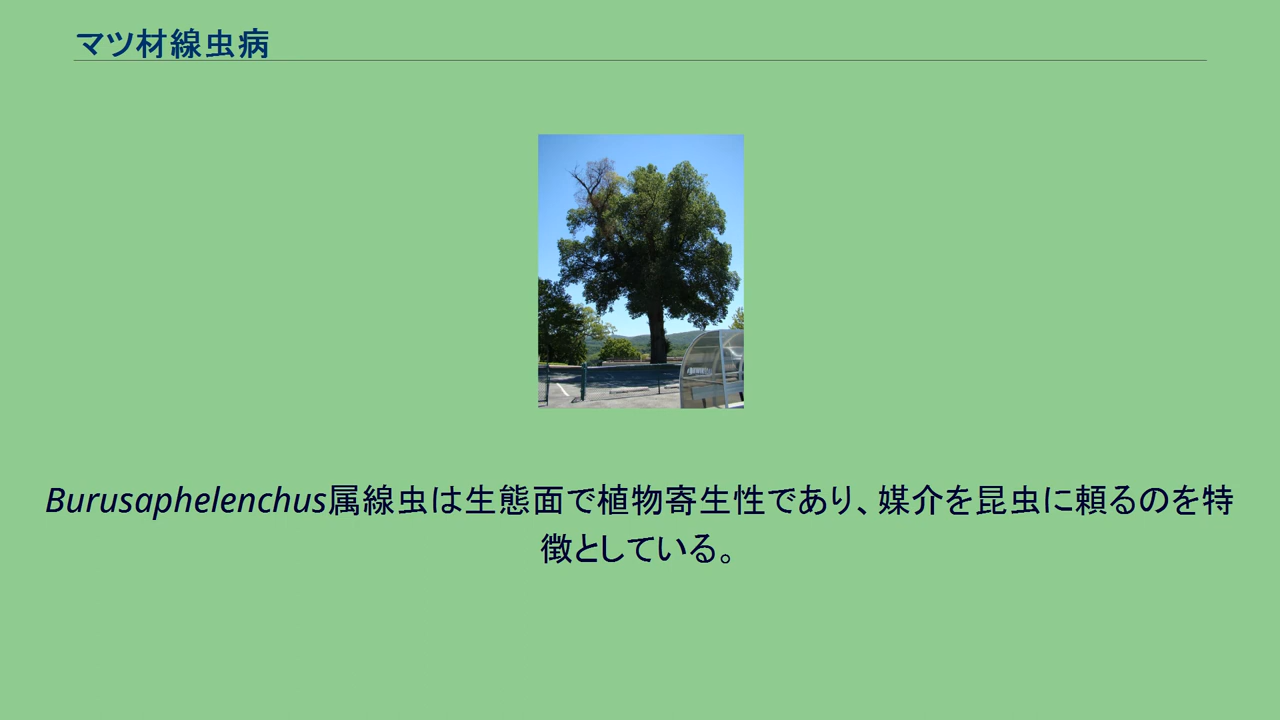 マツ材線虫病
Burusaphelenchus属線虫は生態面で植物寄生性であり、媒介を昆虫に頼るのを特
徴としている。